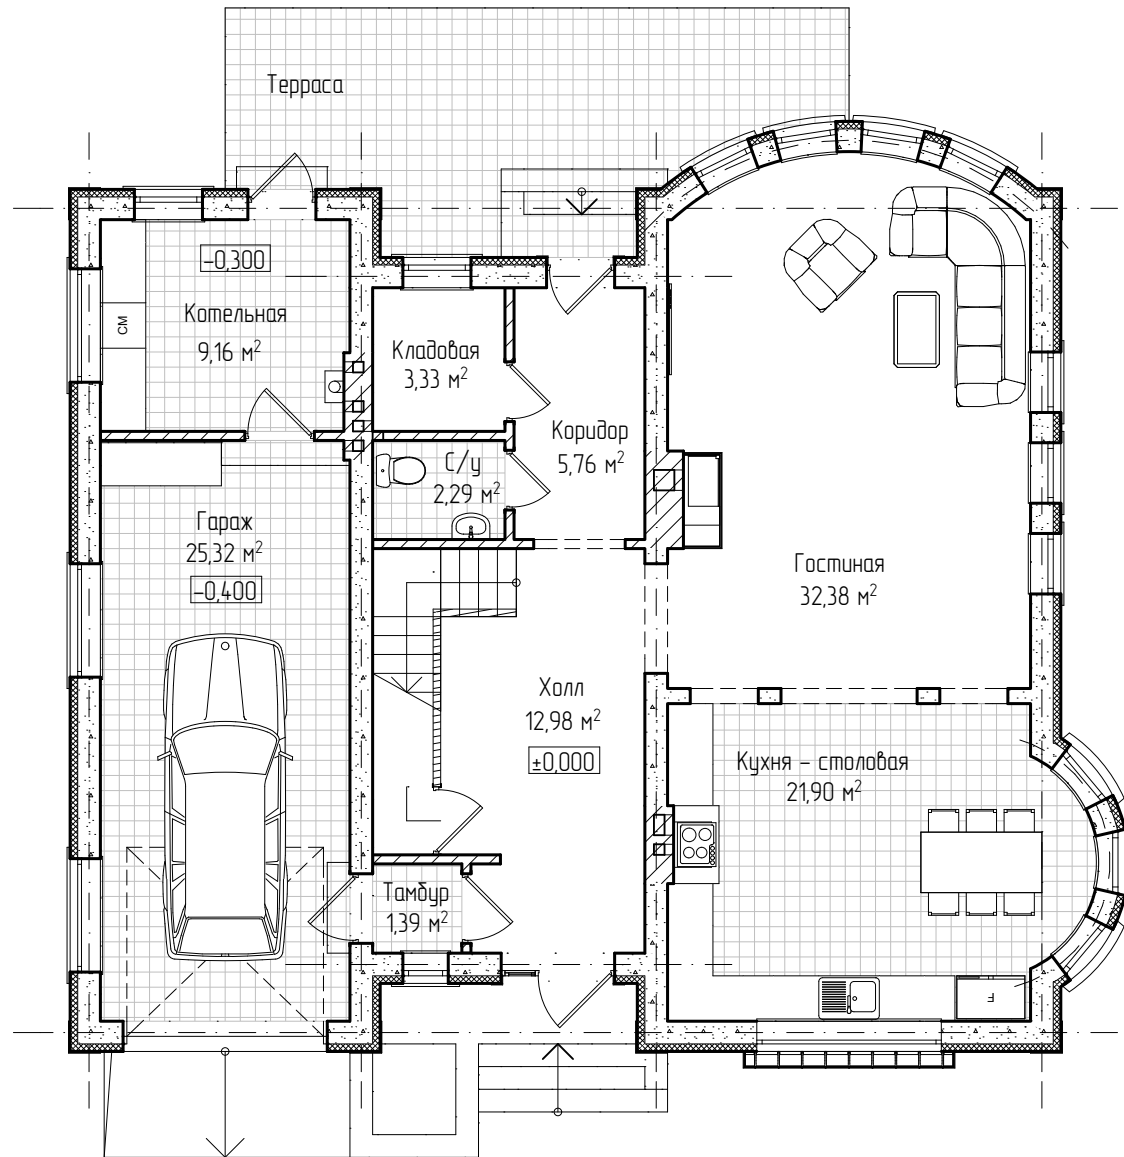 Терраса
-0,300
Котельная
9,16 м²
СМ
Кладовая
3,33 м²
Коридор
5,76 м²
С/у
2,29 м²
Гараж
25,32 м²
-0,400
Гостиная
32,38 м²
Холл
12,98 м²
±0,000
Кухня – столовая
21,90 м²
Тамбур
1,39 м²
F